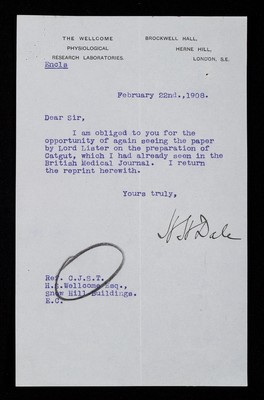 THE WELLCOME
PHYSIOLOGICAL
RESEARCH LABORATORIES.
BROCKWELL HALL,
HERNE HILL,
LONDON, S.E.
Encls
February 22nd.,1908.
Dear Sir,
I am obliged to you for the
opportunity of again seeing the paper
by Lord Lister on the preparation of
Catgut, which I had already seen in the
British Medical Journal. I return
the reprint herewith.
Yours truly,
H H Dale
Ref. C.J.S.T.
H.S.Wellcome Esq.,
Snow Hill Buildings.
E.C.